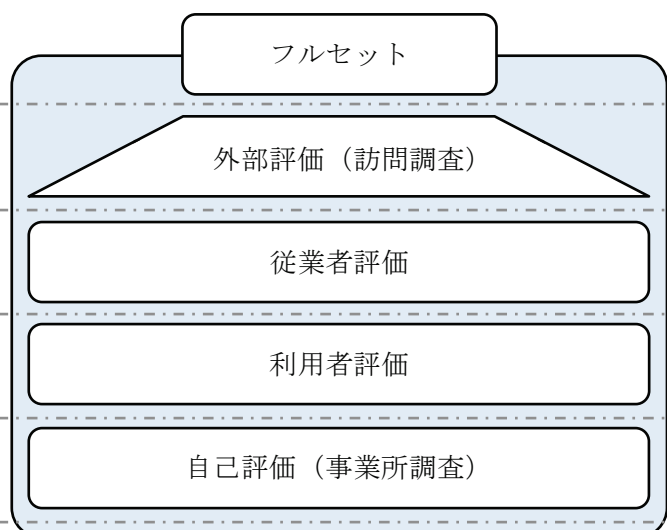 フルセット
外部評価（訪問調査）
従業者評価
利用者評価
自己評価（事業所調査）